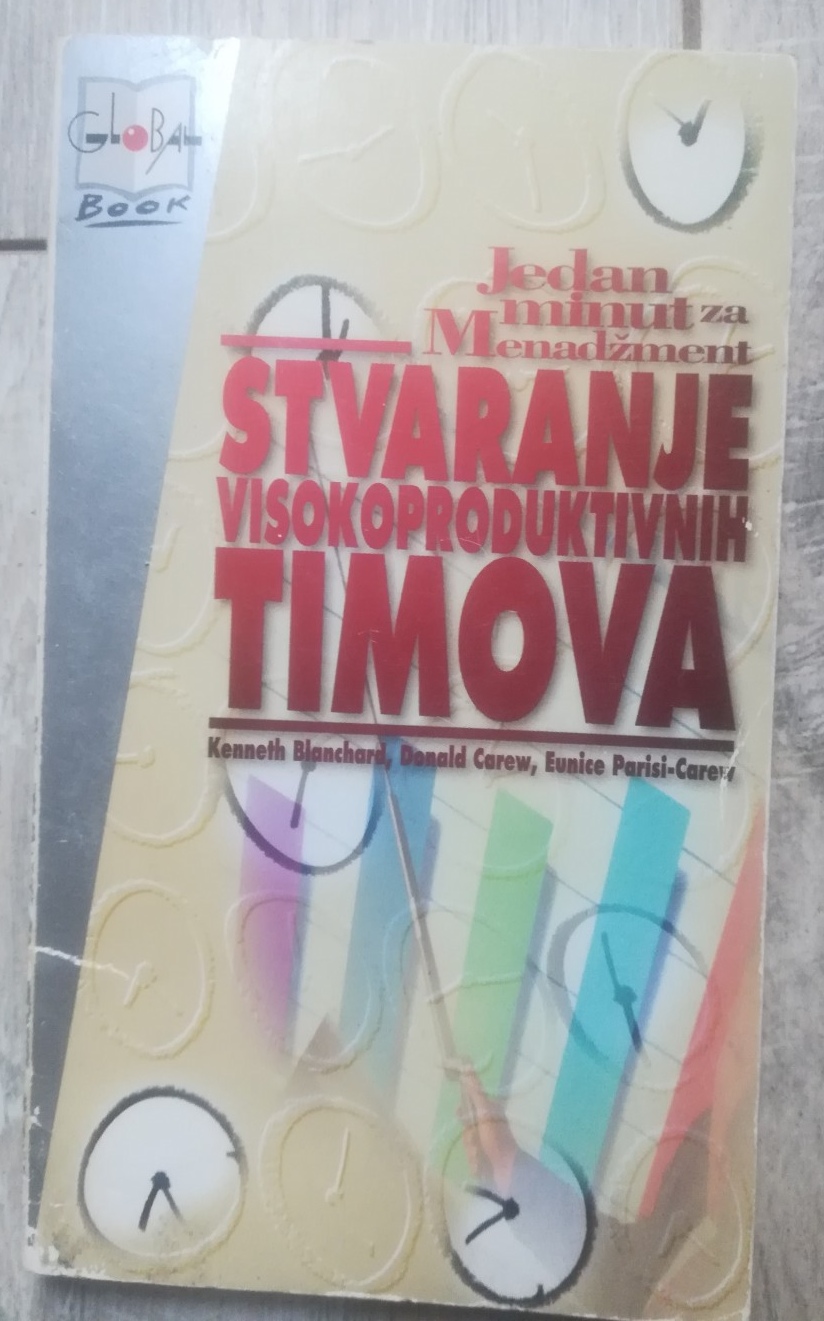 GLOBAL
BOOK
Jedan
minut za
Menadžment
STVARANJE
VISOKOPRODUKTIVNIH
TIMOVA
Kenneth Blanchard, Donald Carew, Eunice Parisi-Carew